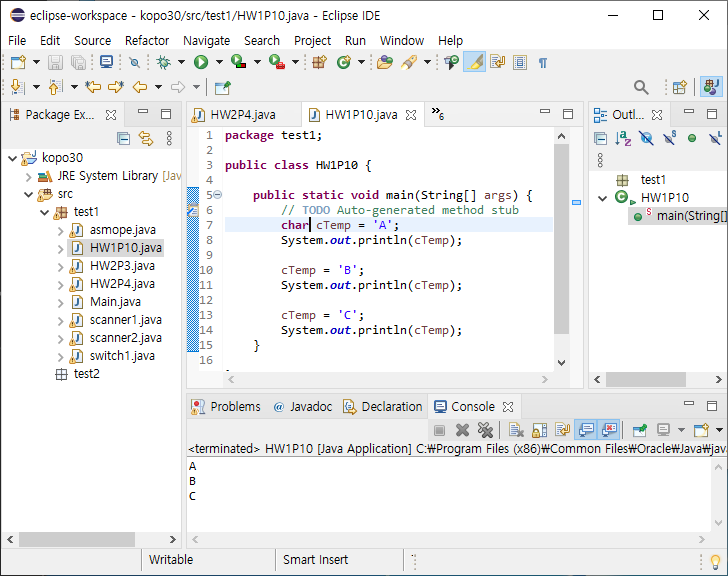 eclipse-workspace - kopo30/src/test1/HW1P10.java - Eclipse IDE
File Edit Source Refactor Navigate Search Project Run Window Help
Package Ex...
kopo30
JRE System Library [Jav
src
test1
asmope.java
HW1P10.java
HW2P3.java
HW2P4.java
Main.java
scanner1.java
scanner2.java
switch1.java
test2
HW2P4.java HW1P10.java »6
1 package test1;
2
3 public class HW1P10 {
4
5 public static void main(String[] args) {
6 // TODO Auto-generated method stub
7 char cTemp = 'A';
8 System.out.println(cTemp);
9
10 cTemp = 'B';
11 System.out.println(cTemp);
12
13 cTemp = 'C';
14 System.out.println(cTemp);
15 }
16
Outl...
test1
HW1P10
main(String[]
Problems @ Javadoc Declaration Console
<terminated> HW1P10 [Java Application] C:₩Program Files (x86)₩Common Files₩Oracle₩Java₩jav
A
B
C
Writable Smart Insert